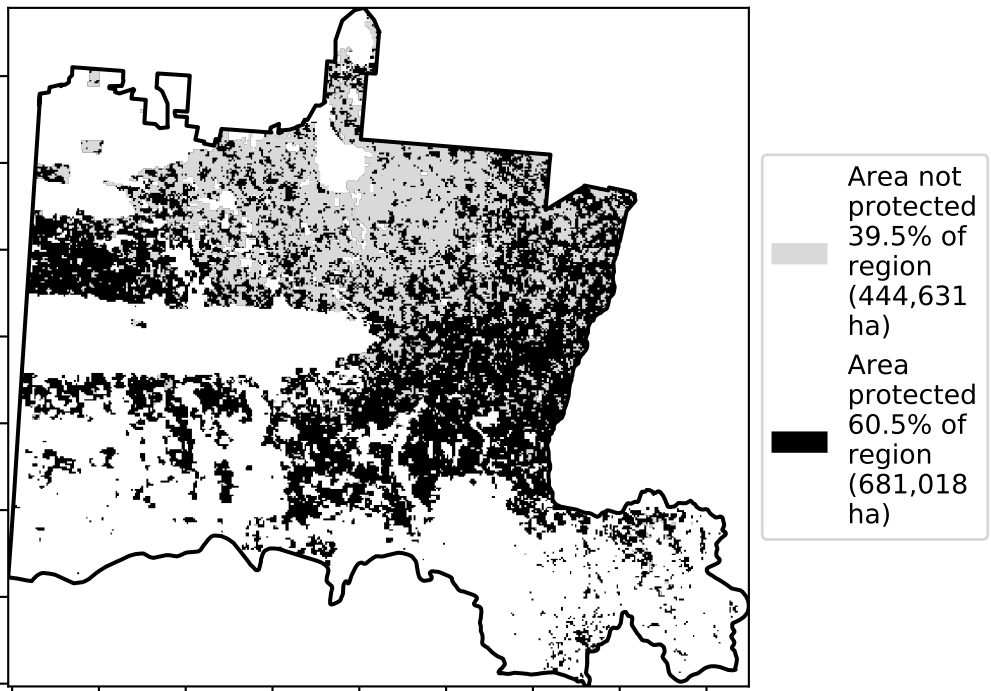 Area not
protected
39.5% of
region
(444,631
ha)
Area
protected
60.5% of
region
(681,018
ha)